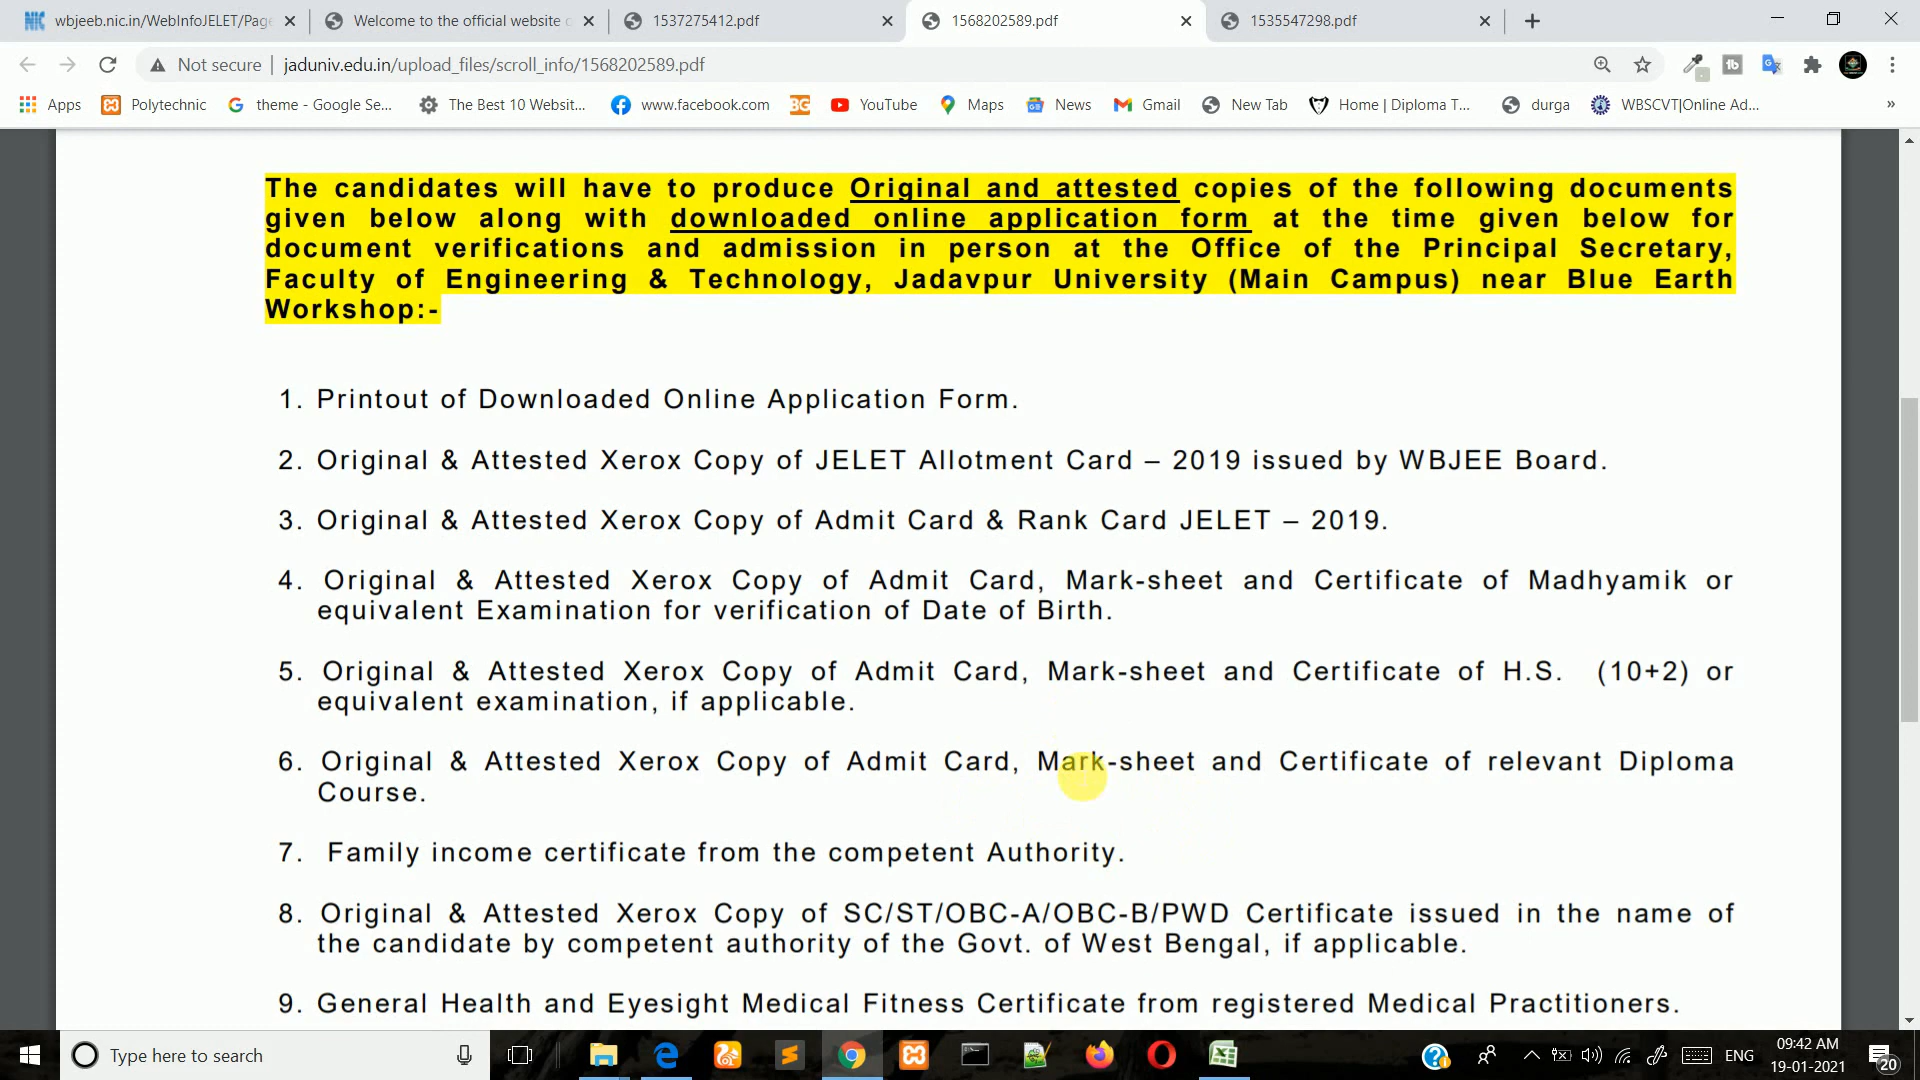 wbjeeb.nic.in/WebInfoJELET/Pag
Welcome to the official website o
1537275412.pdf
1568202589.pdf
1535547298.pdf
Not secure
jaduniv.edu.in/upload_files/scroll_info/1568202589.pdf
Apps
Polytechnic
theme - Google Se...
The Best 10 Websit...
www.facebook.com
BG
YouTube
Maps
News
Gmail
New Tab
Home | Diploma T...
durga
WBSCVT|Online Ad...
»
The candidates will have to produce Original and attested copies of the following documents
given below along with downloaded online application form at the time given below for
document verifications and admission in person at the Office of the Principal Secretary,
Faculty of Engineering & Technology, Jadavpur University (Main Campus) near Blue Earth
Workshop:-
1. Printout of Downloaded Online Application Form.
2. Original & Attested Xerox Copy of JELET Allotment Card – 2019 issued by WBJEE Board.
3. Original & Attested Xerox Copy of Admit Card & Rank Card JELET – 2019.
4. Original & Attested Xerox Copy of Admit Card, Mark-sheet and Certificate of Madhyamik or
equivalent Examination for verification of Date of Birth.
5. Original & Attested Xerox Copy of Admit Card, Mark-sheet and Certificate of H.S. (10+2) or
equivalent examination, if applicable.
6. Original & Attested Xerox Copy of Admit Card, Mark-sheet and Certificate of relevant Diploma
Course.
7. Family income certificate from the competent Authority.
8. Original & Attested Xerox Copy of SC/ST/OBC-A/OBC-B/PWD Certificate issued in the name of
the candidate by competent authority of the Govt. of West Bengal, if applicable.
9. General Health and Eyesight Medical Fitness Certificate from registered Medical Practitioners.
Type here to search
ENG
09:42 AM
19-01-2021
20